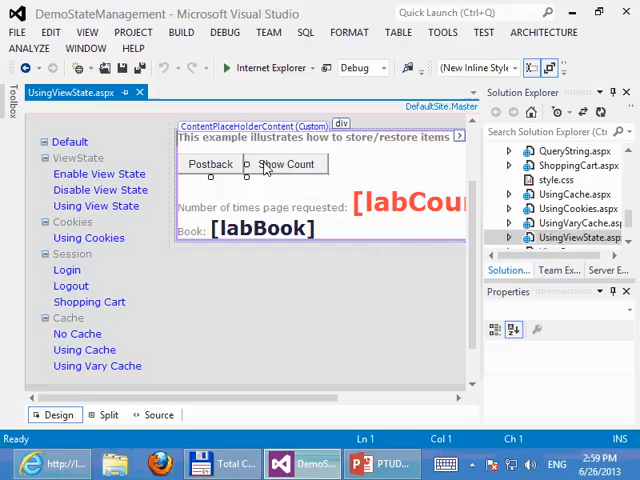 DemoStateManagement - Microsoft Visual Studio
Quick Launch (Ctrl+Q)
FILE EDIT VIEW PROJECT BUILD DEBUG TEAM SQL FORMAT TABLE TOOLS TEST
ANALYZE WINDOW HELP
Internet Explorer Debug (New Inline Style
Toolbox
UsingViewState.aspx
DefaultSite.Master
ContentPlaceHolderContent (Custom) div
This example illustrates how to store/restore items
Postback Show Count
Number of times page requested: [labCou
Book: [labBook]
Default
ViewState
Enable View State
Disable View State
Using View State
Cookies
Using Cookies
Session
Login
Logout
Shopping Cart
Cache
No Cache
Using Cache
Using Vary Cache
Design Split Source
Solution Explorer
Search Solution Explorer (
QueryString.aspx
ShoppingCart.aspx
style.css
UsingCache.aspx
UsingCookies.aspx
UsingVaryCache.asp
UsingViewState.asp
Solution... Team Ex... Server E...
Properties
Ready Ln 1 Col 1 Ch 1 INS
http://l... Total C... DemoS... PTUD... ENG
2:59 PM
6/26/2013